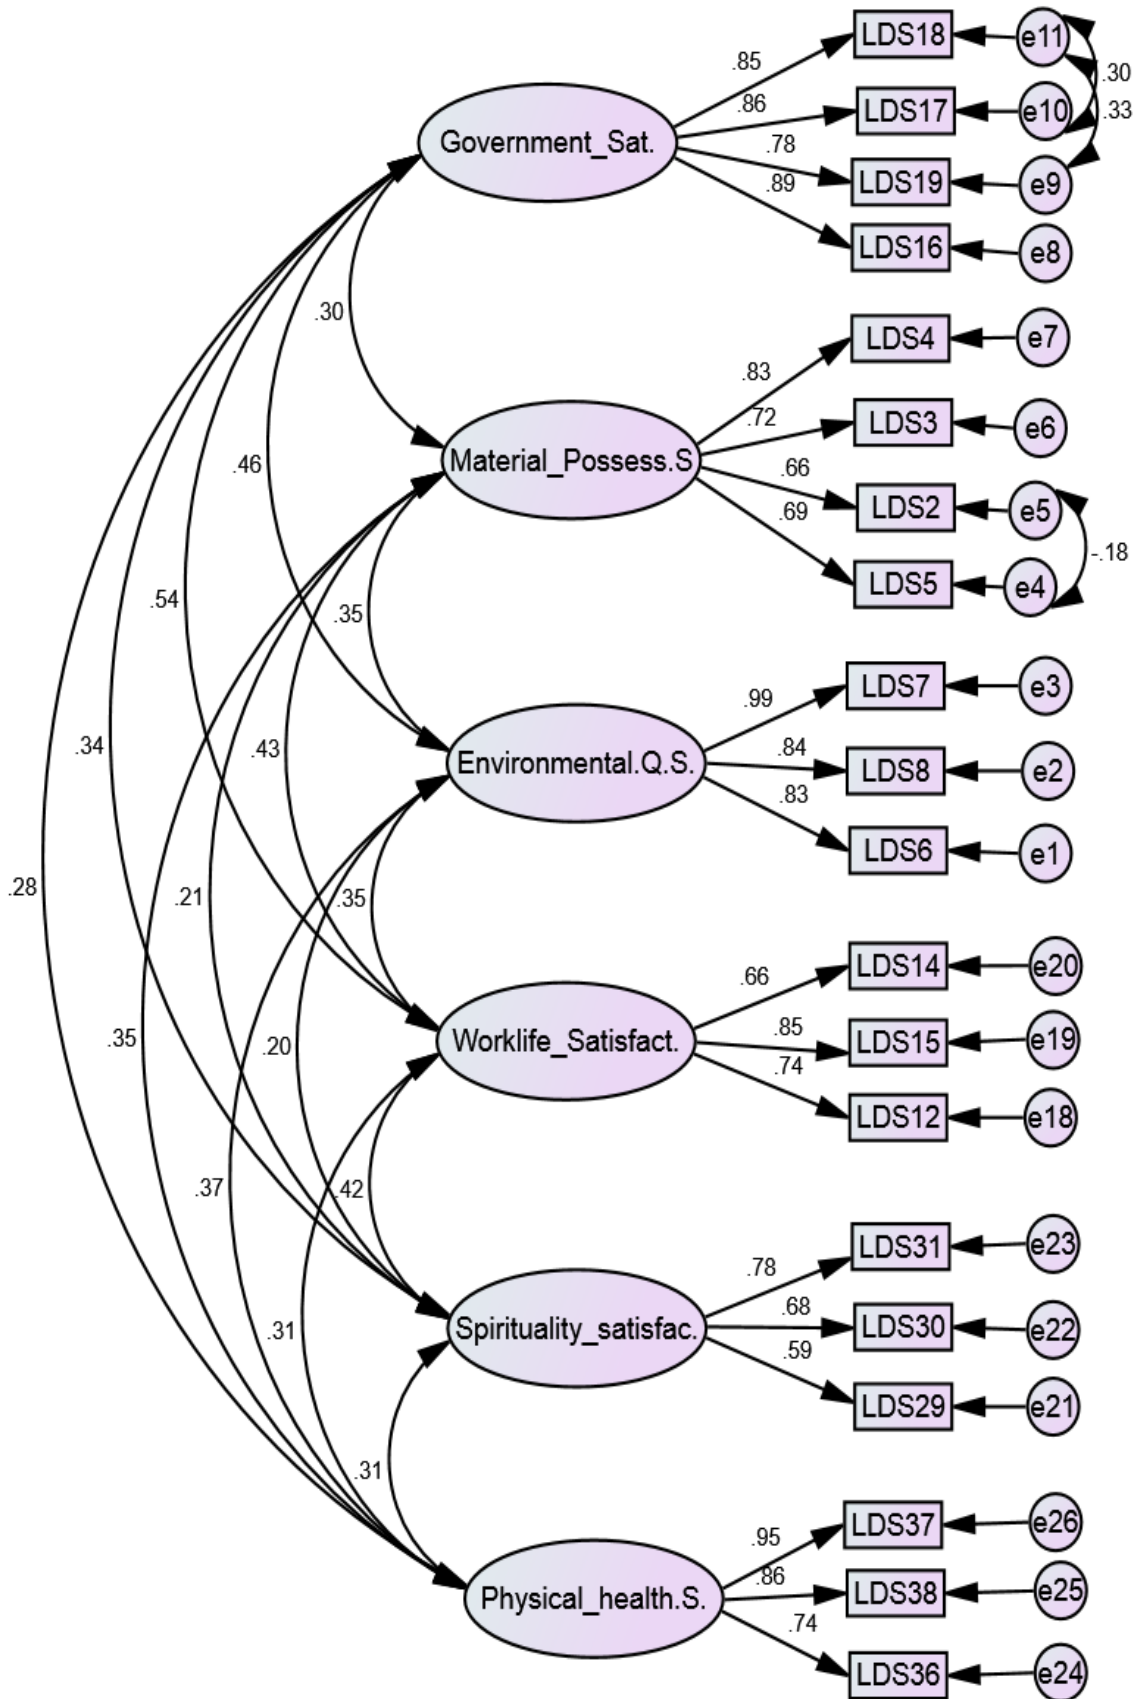 LDS18
e11
.85
.30
.86
LDS17
e10
.33
Government_Sat.
.78
LDS19
e9
.89
LDS16
e8
.30
LDS4
e7
.83
.72
LDS3
e6
Material_Possess.S
.46
.66
LDS2
e5
.69
-.18
LDS5
e4
.54
.35
LDS7
e3
.99
.34
.43
.84
Environmental.Q.S.
LDS8
e2
.83
LDS6
e1
.28
.21
.35
LDS14
e20
.66
.35
.20
.85
Worklife_Satisfact.
LDS15
e19
.74
LDS12
e18
.37
.42
LDS31
e23
.78
.31
.68
Spirituality_satisfac.
LDS30
e22
.59
LDS29
e21
.31
LDS37
e26
.95
.86
Physical_health.S.
LDS38
e25
.74
LDS36
e24